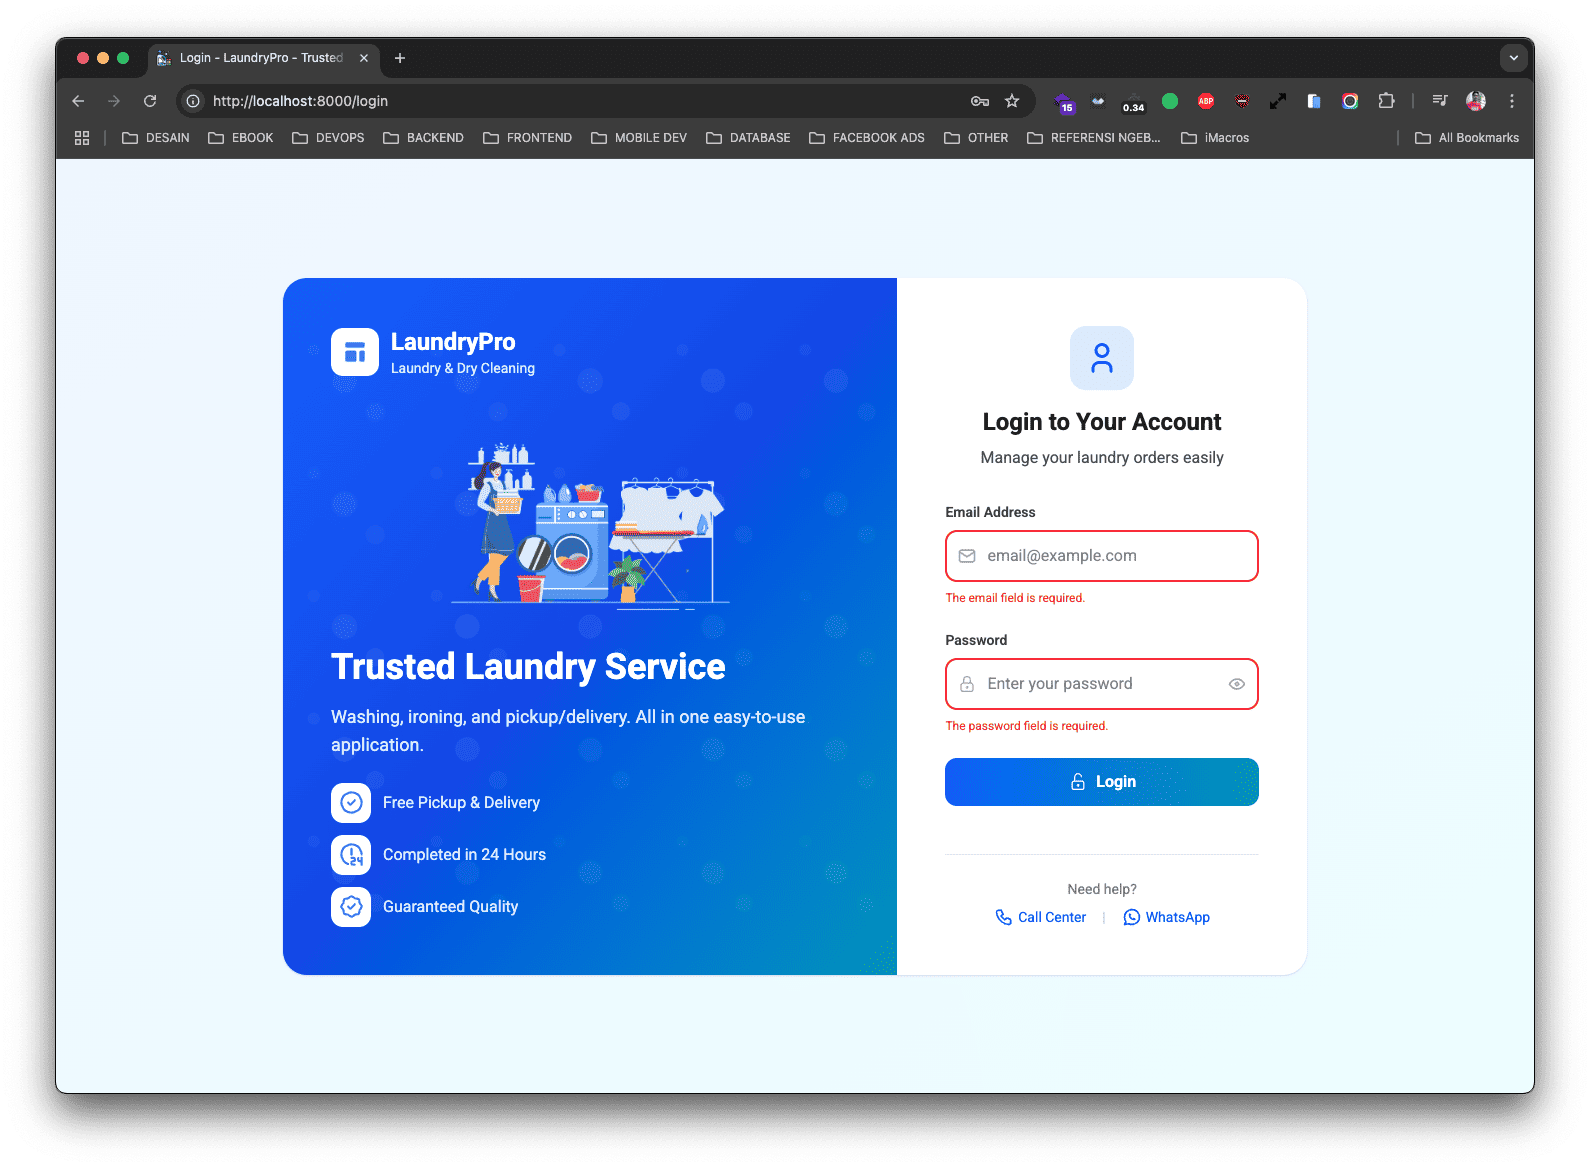 Login - LaundryPro - Trusted
http://localhost:8000/login
15
0.34
ABP
DESAIN
EBOOK
DEVOPS
BACKEND
FRONTEND
MOBILE DEV
DATABASE
FACEBOOK ADS
OTHER
REFERENSI NGEB...
iMacros
All Bookmarks
LaundryPro
Laundry & Dry Cleaning
Trusted Laundry Service
Washing, ironing, and pickup/delivery. All in one easy-to-use
application.
Free Pickup & Delivery
24
Completed in 24 Hours
Guaranteed Quality
Login to Your Account
Manage your laundry orders easily
Email Address
email@example.com
The email field is required.
Password
Enter your password
The password field is required.
Login
Need help?
Call Center | WhatsApp